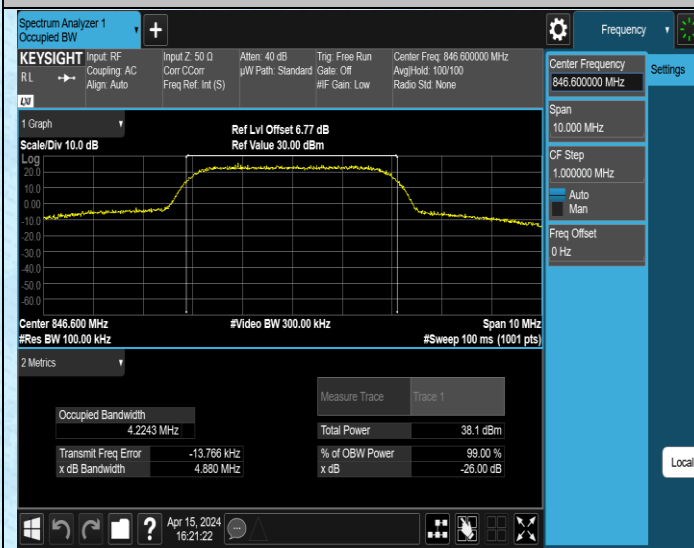 Spectrum Analyzer 1
Occupied BW
Frequency
KEYSIGHT
RL
LXI
Input: RF
Coupling: AC
Align: Auto
Input Z: 50 Ω
Corr CCorr
Freq Ref: Int (S)
Atten: 40 dB
µW Path: Standard
Trig: Free Run
Gate: Off
#IF Gain: Low
Center Freq: 846.600000 MHz
Avg|Hold: 100/100
Radio Std: None
Center Frequency
846.600000 MHz
Settings
Span
10.000 MHz
CF Step
1.000000 MHz
Auto
Man
Freq Offset
0 Hz
Local
1 Graph
Scale/Div 10.0 dB
Ref Lvl Offset 6.77 dB
Ref Value 30.00 dBm
Log
20.0
10.0
0.00
-10.0
-20.0
-30.0
-40.0
-50.0
-60.0
Center 846.600 MHz
#Video BW 300.00 kHz
Span 10 MHz
#Res BW 100.00 kHz
#Sweep 100 ms (1001 pts)
2 Metrics
Measure Trace
Trace 1
Occupied Bandwidth
4.2243 MHz
Total Power
38.1 dBm
Transmit Freq Error
-13.766 kHz
% of OBW Power
99.00 %
x dB Bandwidth
4.880 MHz
x dB
-26.00 dB
?
Apr 15, 2024
16:21:22